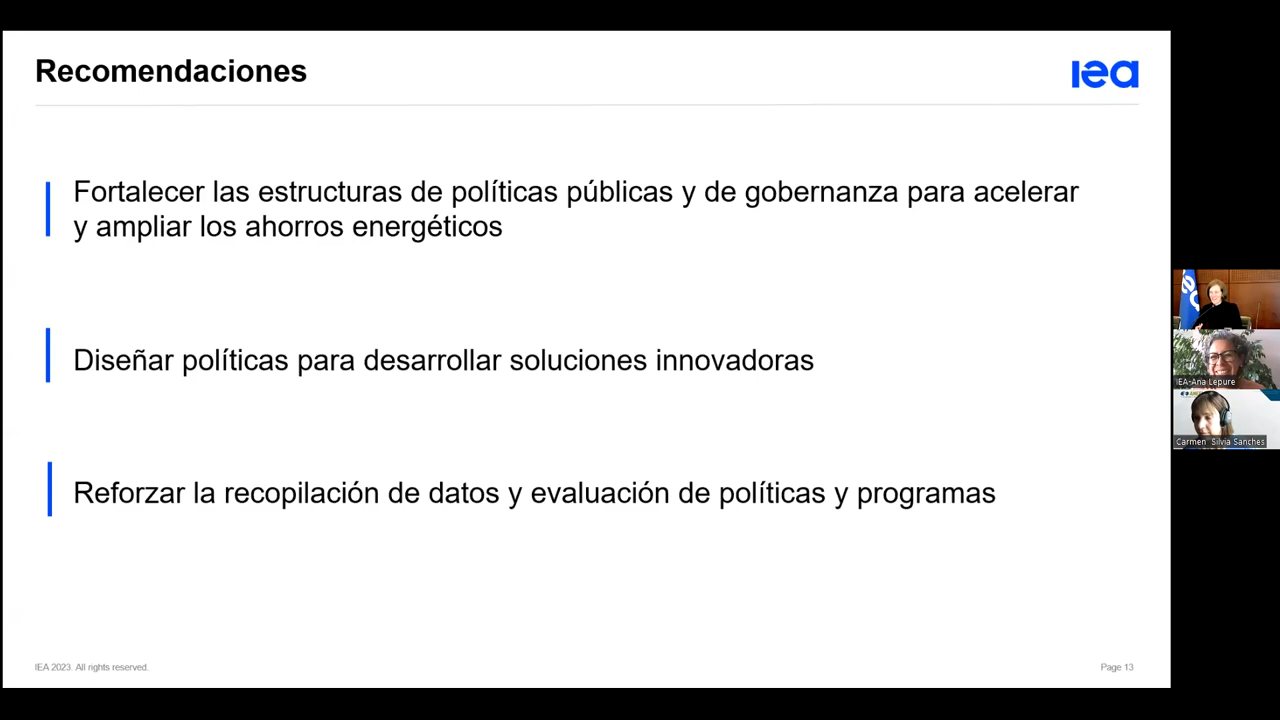 Recomendaciones
iea
Fortalecer las estructuras de políticas públicas y de gobernanza para acelerar
y ampliar los ahorros energéticos
Diseñar políticas para desarrollar soluciones innovadoras
Reforzar la recopilación de datos y evaluación de políticas y programas
IEA 2023. All rights reserved.
Page 13
IEA-Ana Lepure
Carmen Silvia Sanches